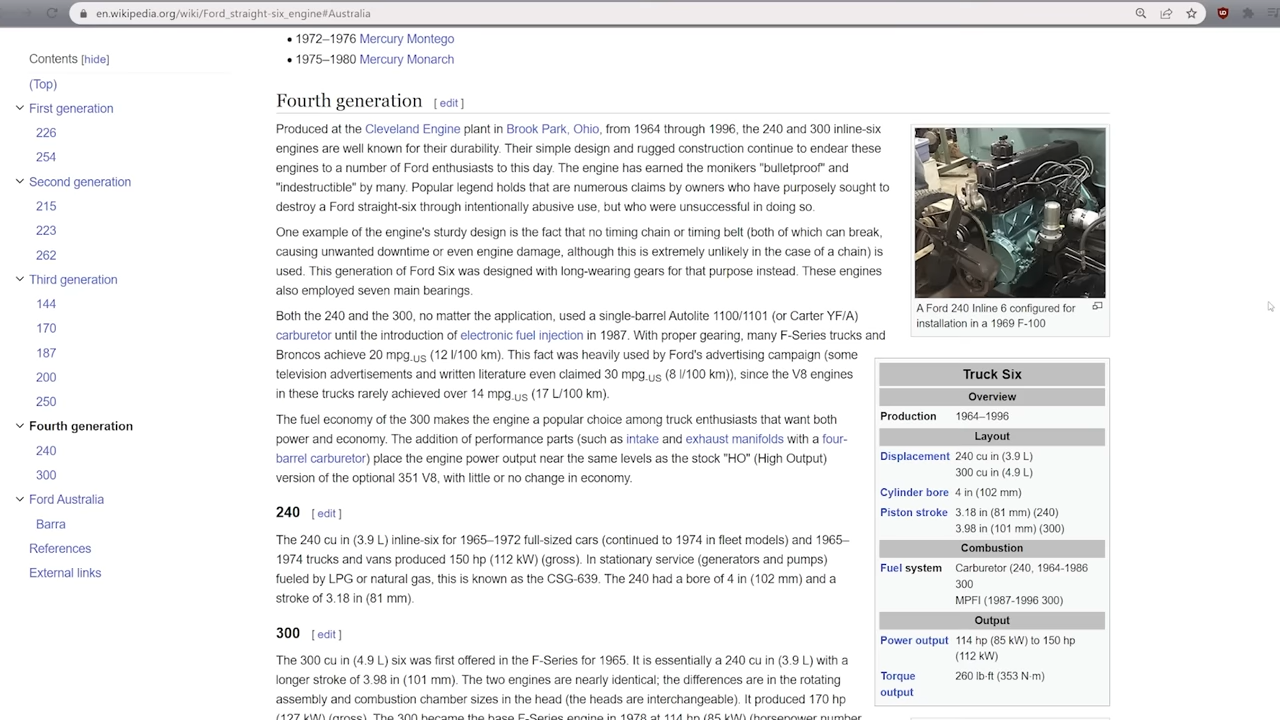 en.wikipedia.org/wiki/Ford_straight-six_engine#Australia
Contents [hide]
(Top)
First generation
226
254
Second generation
215
223
262
Third generation
144
170
187
200
250
Fourth generation
240
300
Ford Australia
Barra
References
External links
1972–1976 Mercury Montego
1975–1980 Mercury Monarch
Fourth generation [ edit ]
Produced at the Cleveland Engine plant in Brook Park, Ohio, from 1964 through 1996, the 240 and 300 inline-six
engines are well known for their durability. Their simple design and rugged construction continue to endear these
engines to a number of Ford enthusiasts to this day. The engine has earned the monikers "bulletproof" and
"indestructible" by many. Popular legend holds that are numerous claims by owners who have purposely sought to
destroy a Ford straight-six through intentionally abusive use, but who were unsuccessful in doing so.
One example of the engine's sturdy design is the fact that no timing chain or timing belt (both of which can break,
causing unwanted downtime or even engine damage, although this is extremely unlikely in the case of a chain) is
used. This generation of Ford Six was designed with long-wearing gears for that purpose instead. These engines
also employed seven main bearings.
Both the 240 and the 300, no matter the application, used a single-barrel Autolite 1100/1101 (or Carter YF/A)
carburetor until the introduction of electronic fuel injection in 1987. With proper gearing, many F-Series trucks and
Broncos achieve 20 mpg-US (12 l/100 km). This fact was heavily used by Ford's advertising campaign (some
television advertisements and written literature even claimed 30 mpg-US (8 l/100 km)), since the V8 engines
in these trucks rarely achieved over 14 mpg-US (17 L/100 km).
The fuel economy of the 300 makes the engine a popular choice among truck enthusiasts that want both
power and economy. The addition of performance parts (such as intake and exhaust manifolds with a four-
barrel carburetor) place the engine power output near the same levels as the stock "HO" (High Output)
version of the optional 351 V8, with little or no change in economy.
240 [ edit ]
The 240 cu in (3.9 L) inline-six for 1965–1972 full-sized cars (continued to 1974 in fleet models) and 1965–
1974 trucks and vans produced 150 hp (112 kW) (gross). In stationary service (generators and pumps)
fueled by LPG or natural gas, this is known as the CSG-639. The 240 had a bore of 4 in (102 mm) and a
stroke of 3.18 in (81 mm).
300 [ edit ]
The 300 cu in (4.9 L) six was first offered in the F-Series for 1965. It is essentially a 240 cu in (3.9 L) with a
longer stroke of 3.98 in (101 mm). The two engines are nearly identical; the differences are in the rotating
assembly and combustion chamber sizes in the head (the heads are interchangeable). It produced 170 hp
(127 kW) (gross). The 300 became the base F-Series engine in 1978 at 114 hp (85 kW) (horsepower number
A Ford 240 Inline 6 configured for
installation in a 1969 F-100
Truck Six
Overview
Production 1964–1996
Layout
Displacement 240 cu in (3.9 L)
300 cu in (4.9 L)
Cylinder bore 4 in (102 mm)
Piston stroke 3.18 in (81 mm) (240)
3.98 in (101 mm) (300)
Combustion
Fuel system Carburetor (240, 1964-1986
300
MPFI (1987-1996 300)
Output
Power output 114 hp (85 kW) to 150 hp
(112 kW)
Torque 260 lb·ft (353 N·m)
output